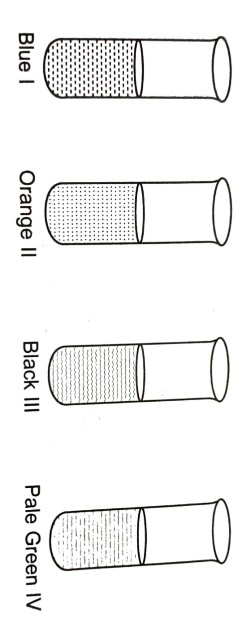 Blue I
Orange II
Black III
Pale Green IV